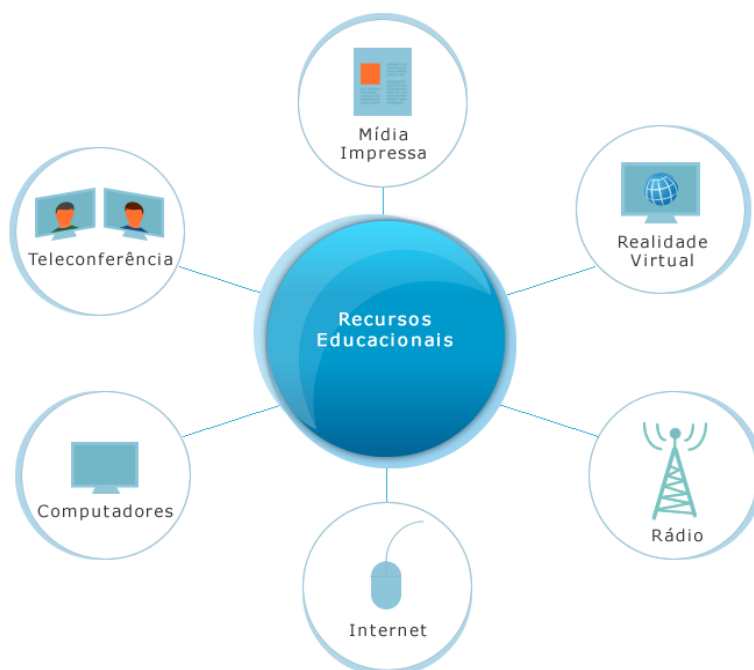 Mídia
Impressa
Realidade
Virtual
Teleconferência
Recursos
Educacionais
Computadores
Rádio
Internet